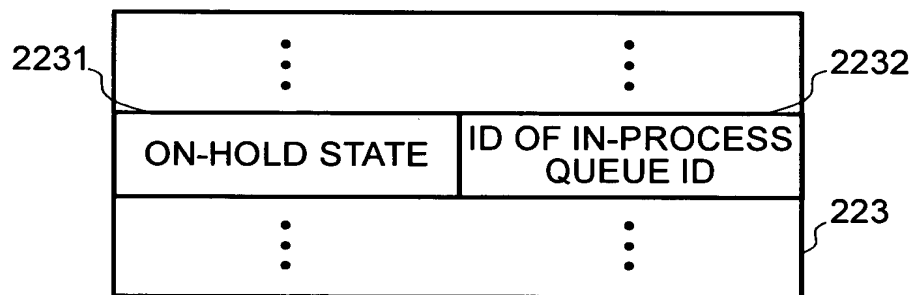 2231
2232
ON-HOLD STATE
ID OF IN-PROCESS
QUEUE ID
223